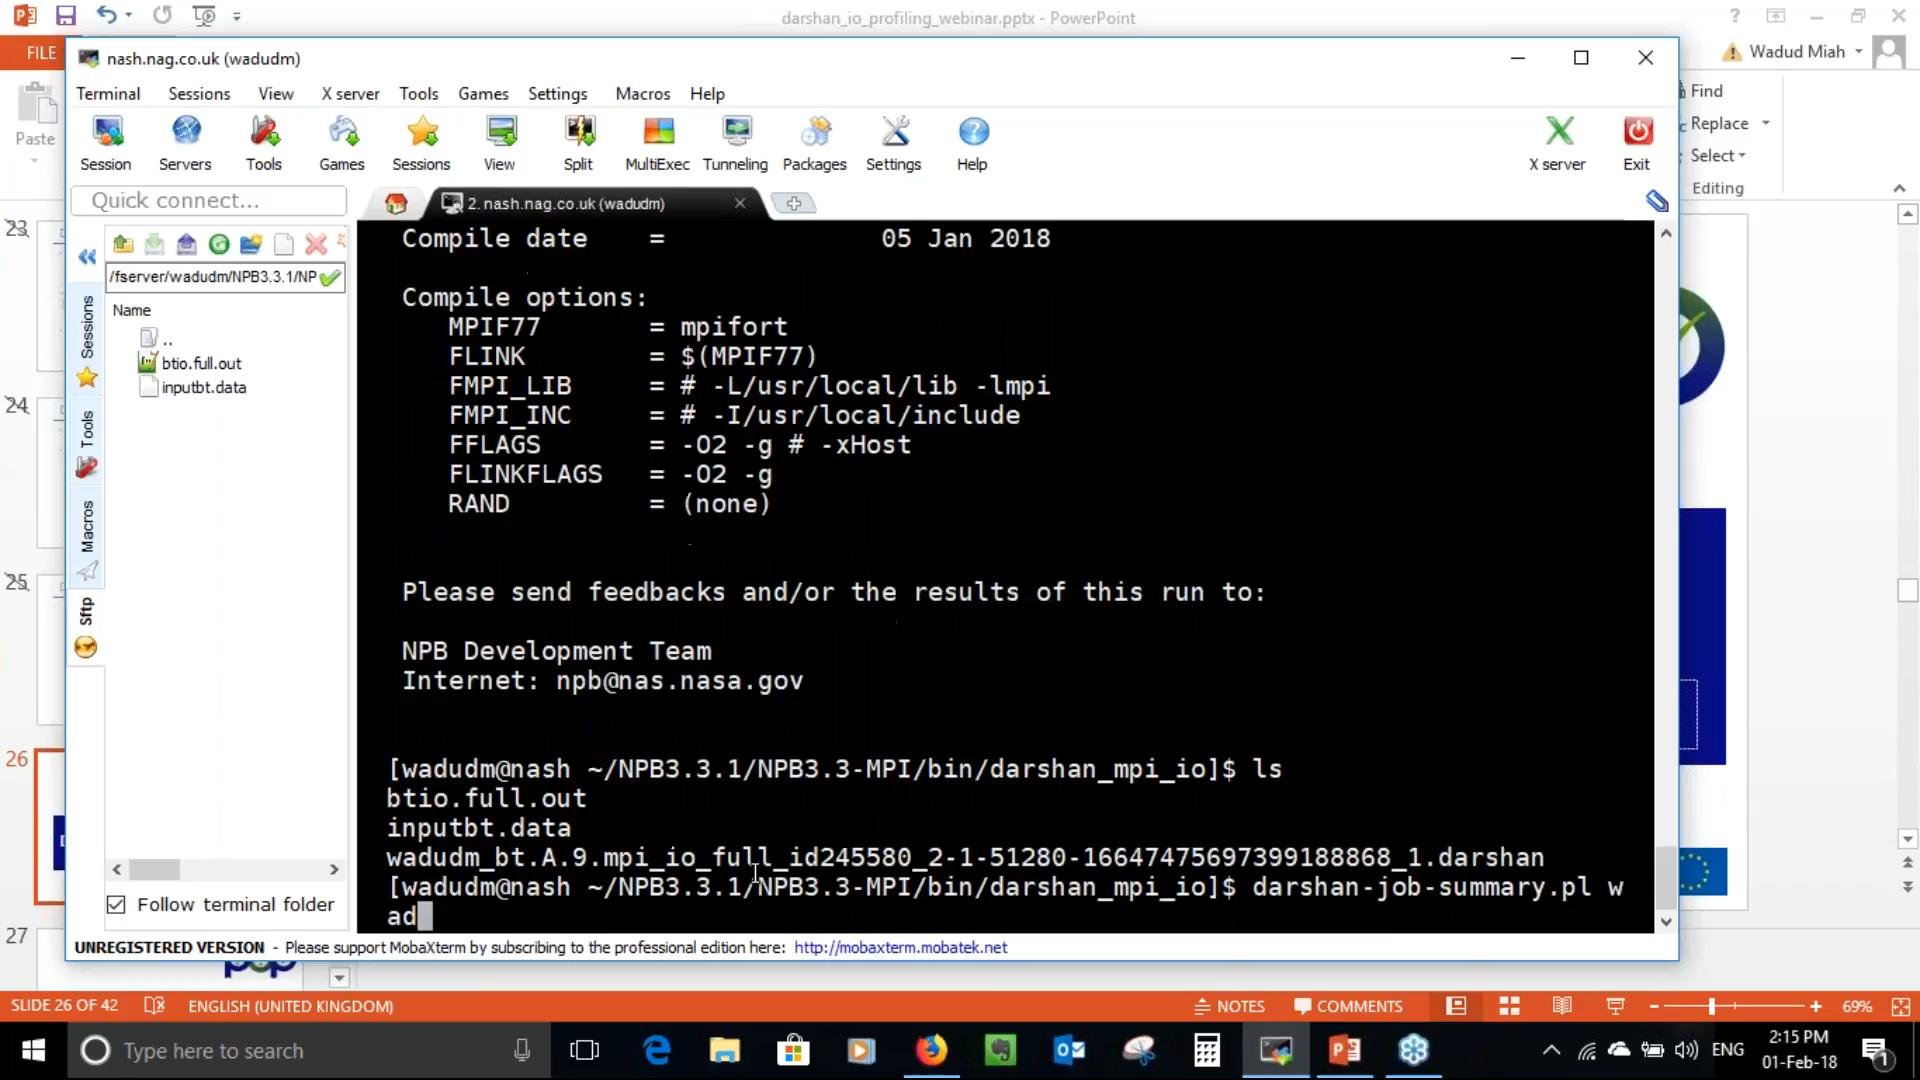 darshan_io_profiling_webinar.pptx - PowerPoint
FILE
Wadud Miah
nash.nag.co.uk (wadudm)
Terminal Sessions View X server Tools Games Settings Macros Help
Session Servers Tools Games Sessions View Split MultiExec Tunneling Packages Settings Help X server Exit
Paste
Find
Replace
Select
Editing
Quick connect...
2. nash.nag.co.uk (wadudm)
/fserver/wadudm/NPB3.3.1/NP
Name
..
btio.full.out
inputbt.data
Sessions
Tools
Macros
Sftp
23
24
25
26
27
Compile date = 05 Jan 2018
Compile options:
MPIF77 = mpifort
FLINK = $(MPIF77)
FMPI_LIB = # -L/usr/local/lib -lmpi
FMPI_INC = # -I/usr/local/include
FFLAGS = -O2 -g # -xHost
FLINKFLAGS = -O2 -g
RAND = (none)
Please send feedbacks and/or the results of this run to:
NPB Development Team
Internet: npb@nas.nasa.gov
[wadudm@nash ~/NPB3.3.1/NPB3.3-MPI/bin/darshan_mpi_io]$ ls
btio.full.out
inputbt.data
wadudm_bt.A.9.mpi_io_full_id245580_2-1-51280-16647475697399188868_1.darshan
[wadudm@nash ~/NPB3.3.1/NPB3.3-MPI/bin/darshan_mpi_io]$ darshan-job-summary.pl w
ad
Follow terminal folder
UNREGISTERED VERSION - Please support MobaXterm by subscribing to the professional edition here: http://mobaxterm.mobatek.net
SLIDE 26 OF 42 ENGLISH (UNITED KINGDOM) NOTES COMMENTS 69%
Type here to search
ENG
2:15 PM
01-Feb-18
1